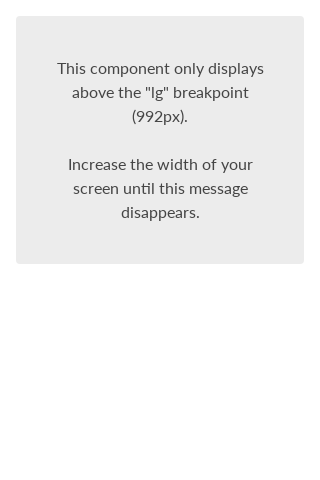 This component only displays
above the "lg" breakpoint
(992px).
Increase the width of your
screen until this message
disappears.